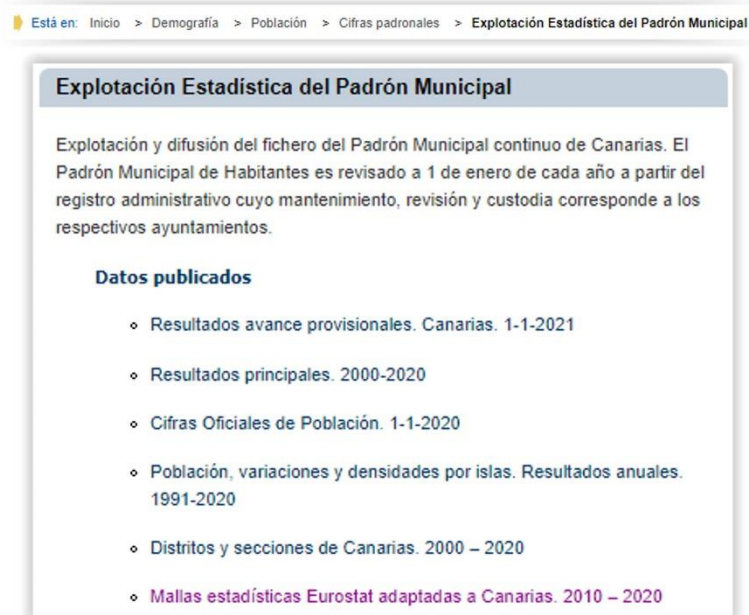 Está en: Inicio > Demografía > Población > Cifras padronales > Explotación Estadística del Padrón Municipal
Explotación Estadística del Padrón Municipal
Explotación y difusión del fichero del Padrón Municipal continuo de Canarias. El
Padrón Municipal de Habitantes es revisado a 1 de enero de cada año a partir del
registro administrativo cuyo mantenimiento, revisión y custodia corresponde a los
respectivos ayuntamientos.
Datos publicados
Resultados avance provisionales. Canarias. 1-1-2021
Resultados principales. 2000-2020
Cifras Oficiales de Población. 1-1-2020
Población, variaciones y densidades por islas. Resultados anuales.
1991-2020
Distritos y secciones de Canarias. 2000 – 2020
Mallas estadísticas Eurostat adaptadas a Canarias. 2010 – 2020